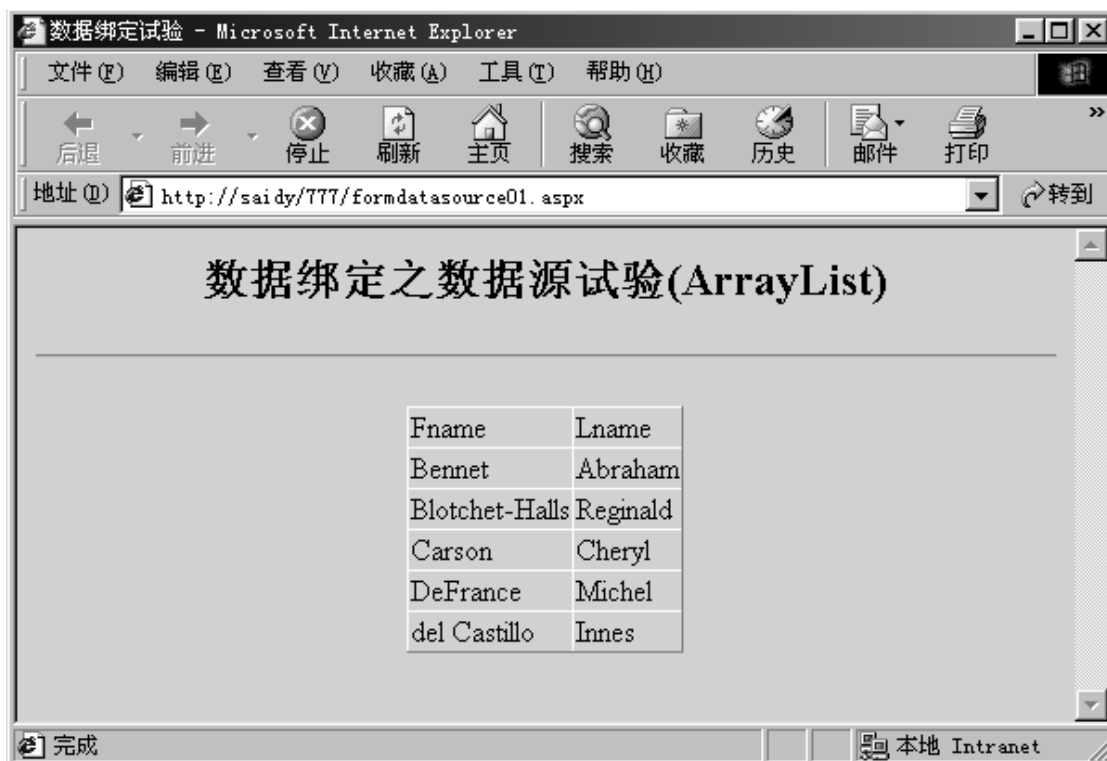 数据绑定试验 - Microsoft Internet Explorer
文件(F) 编辑(E) 查看(V) 收藏(A) 工具(T) 帮助(H)
后退 前进 停止 刷新 主页 搜索 收藏 历史 邮件 打印 »
地址(D) http://saidy/777/formdatasource01.aspx 转到
数据绑定之数据源试验(ArrayList)
Fname Lname
Bennet Abraham
Blotchet-Halls Reginald
Carson Cheryl
DeFrance Michel
del Castillo Innes
完成 本地 Intranet